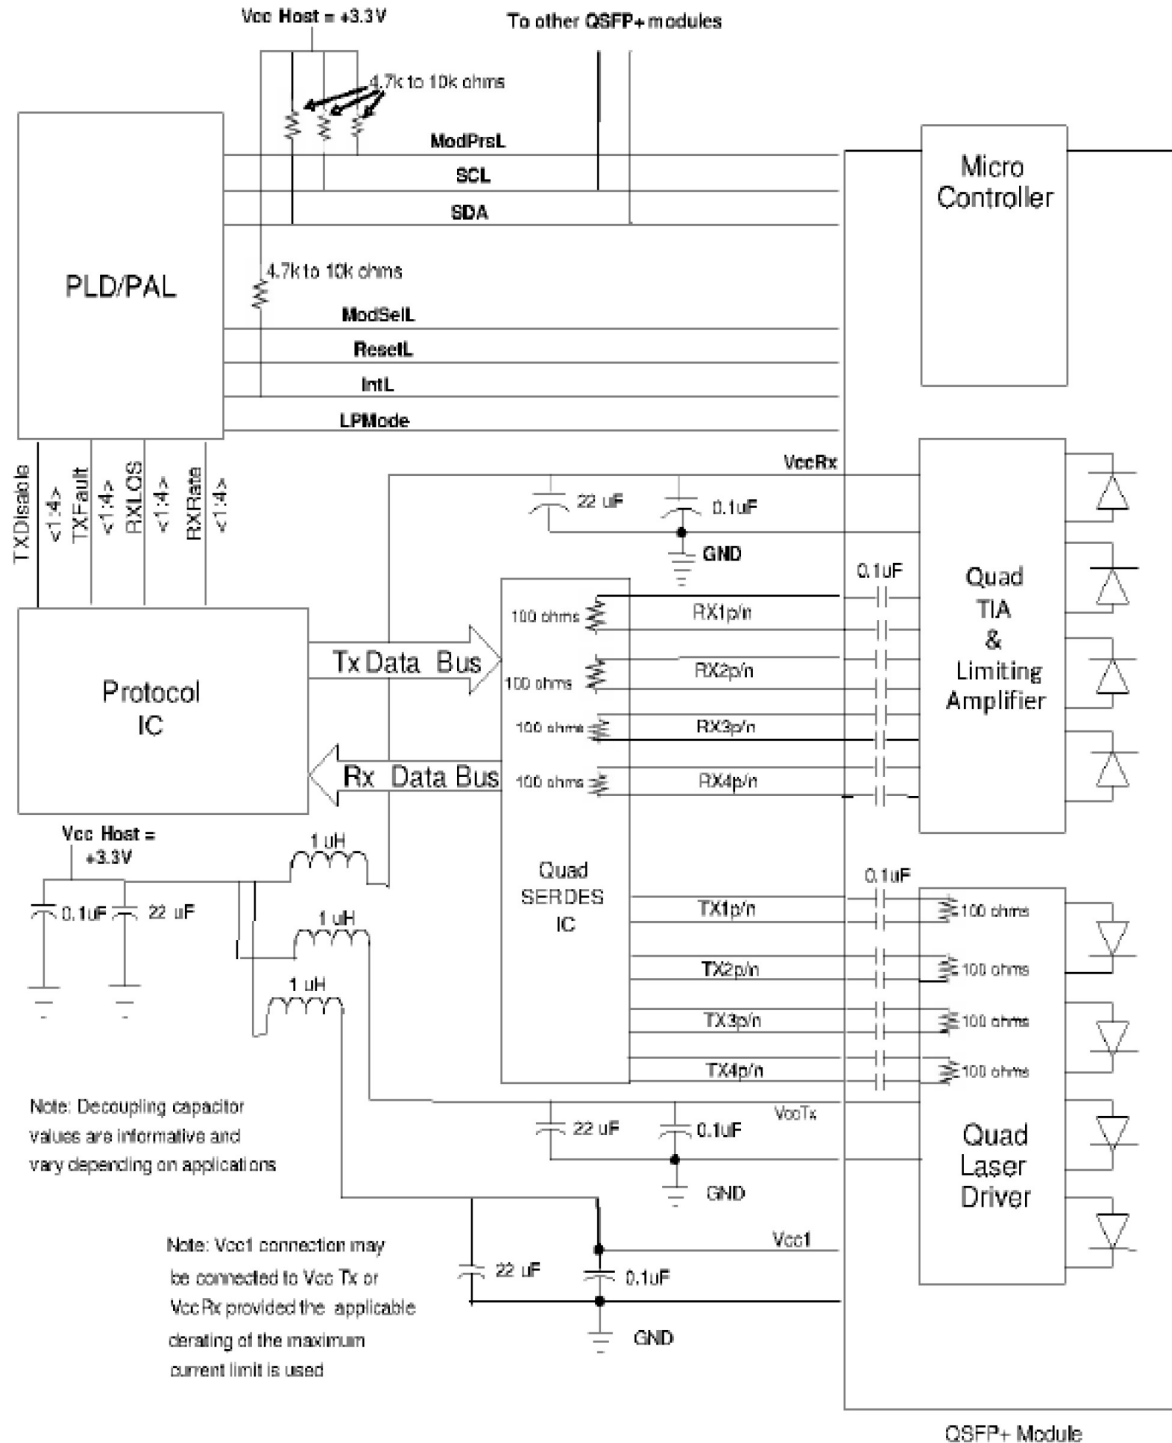 Vcc Host = +3.3V
To other QSFP+ modules
4.7k to 10k ohms
ModPrsL
SCL
SDA
Micro
Controller
PLD/PAL
4.7k to 10k ohms
ModSelL
ResetL
IntL
LPMode
TXDisable
<1:4>
TXFault
<1:4>
RXLOS
<1:4>
RXRate
<1:4>
VccRx
22 uF
0.1uF
GND
0.1uF
Quad
TIA
&
Limiting
Amplifier
100 ohms
RX1p/n
Tx Data Bus
100 ohms
RX2p/n
Protocol
IC
100 ohms
RX3p/n
Rx Data Bus
100 ohms
RX4p/n
Vcc Host =
+3.3V
1 uH
0.1uF
22 uF
1 uH
1 uH
Quad
SERDES
IC
0.1uF
TX1p/n
100 ohms
TX2p/n
100 ohms
TX3p/n
100 ohms
TX4p/n
100 ohms
Note: Decoupling capacitor
values are informative and
vary depending on applications
VccTx
22 uF
0.1uF
GND
Quad
Laser
Driver
Note: Vcc1 connection may
be connected to Vcc Tx or
Vcc Rx provided the applicable
derating of the maximum
current limit is used
Vcc1
22 uF
0.1uF
GND
QSFP+ Module